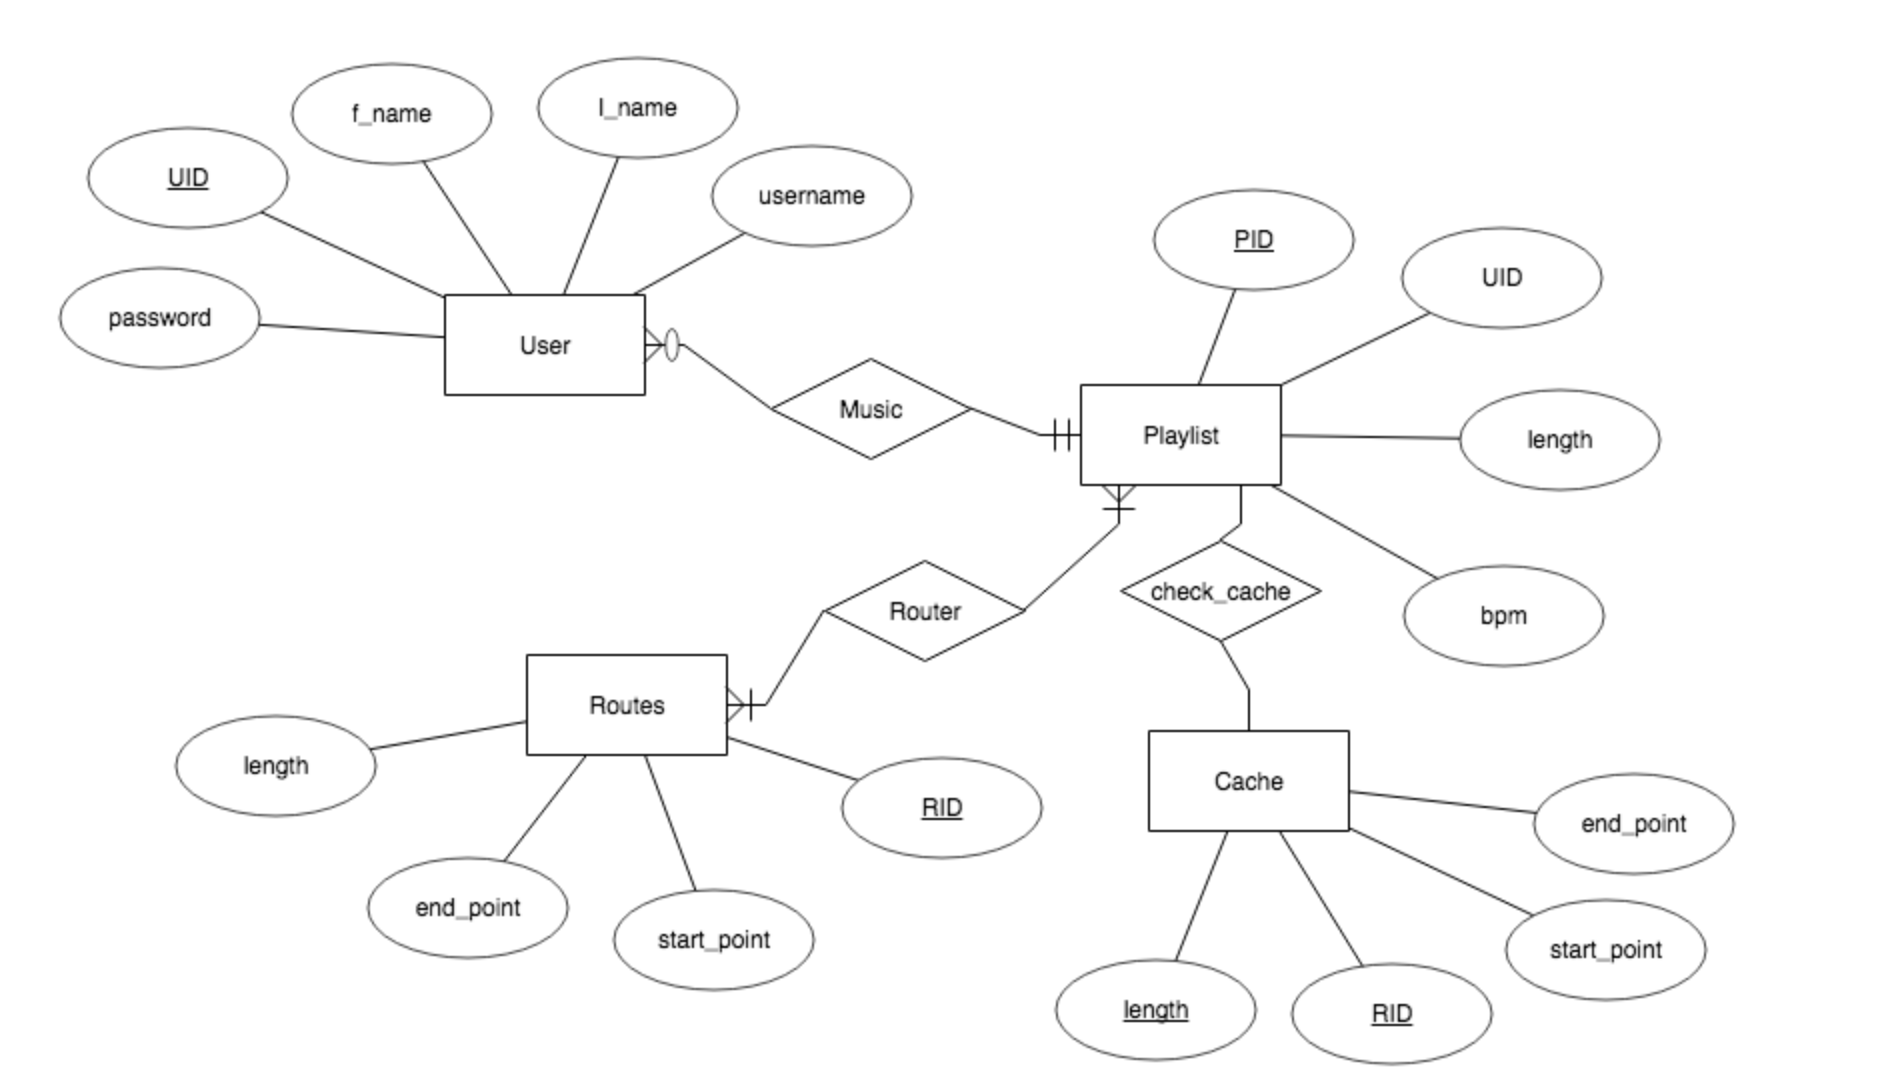 f_name
l_name
UID
username
password
User
PID
UID
Music
Playlist
length
check_cache
Router
bpm
Routes
length
RID
Cache
end_point
end_point
start_point
start_point
length
RID